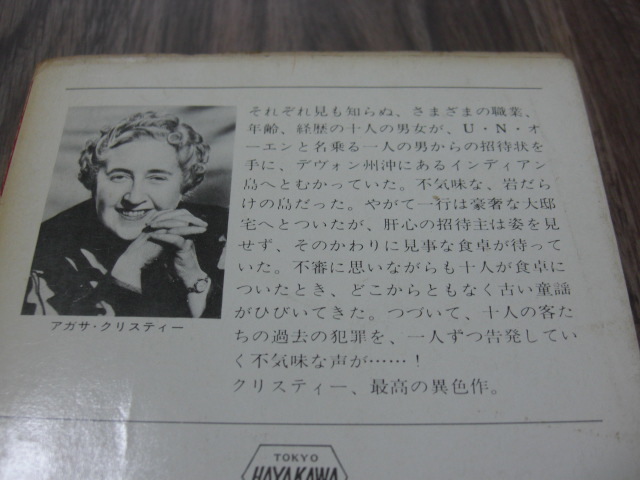 それぞれ見も知らぬ、さまざまの職業、
年齢、経歴の十人の男女が、U・N・オ
ーエンと名乗る一人の男からの招待状を
手に、デヴォン州沖にあるインディアン
島へとむかっていた。不気味な、岩だら
けの島だった。やがて一行は豪奢な大邸
宅へとついたが、肝心の招待主は姿を見
せず、そのかわりに見事な食卓が待って
いた。不審に思いながらも十人が食卓に
ついたとき、どこからともなく古い童謡
がひびいてきた。つづいて、十人の客た
ちの過去の犯罪を、一人ずつ告発してい
く不気味な声が……！
クリスティー、最高の異色作。
アガサ・クリスティー
TOKYO
HAYAKAWA